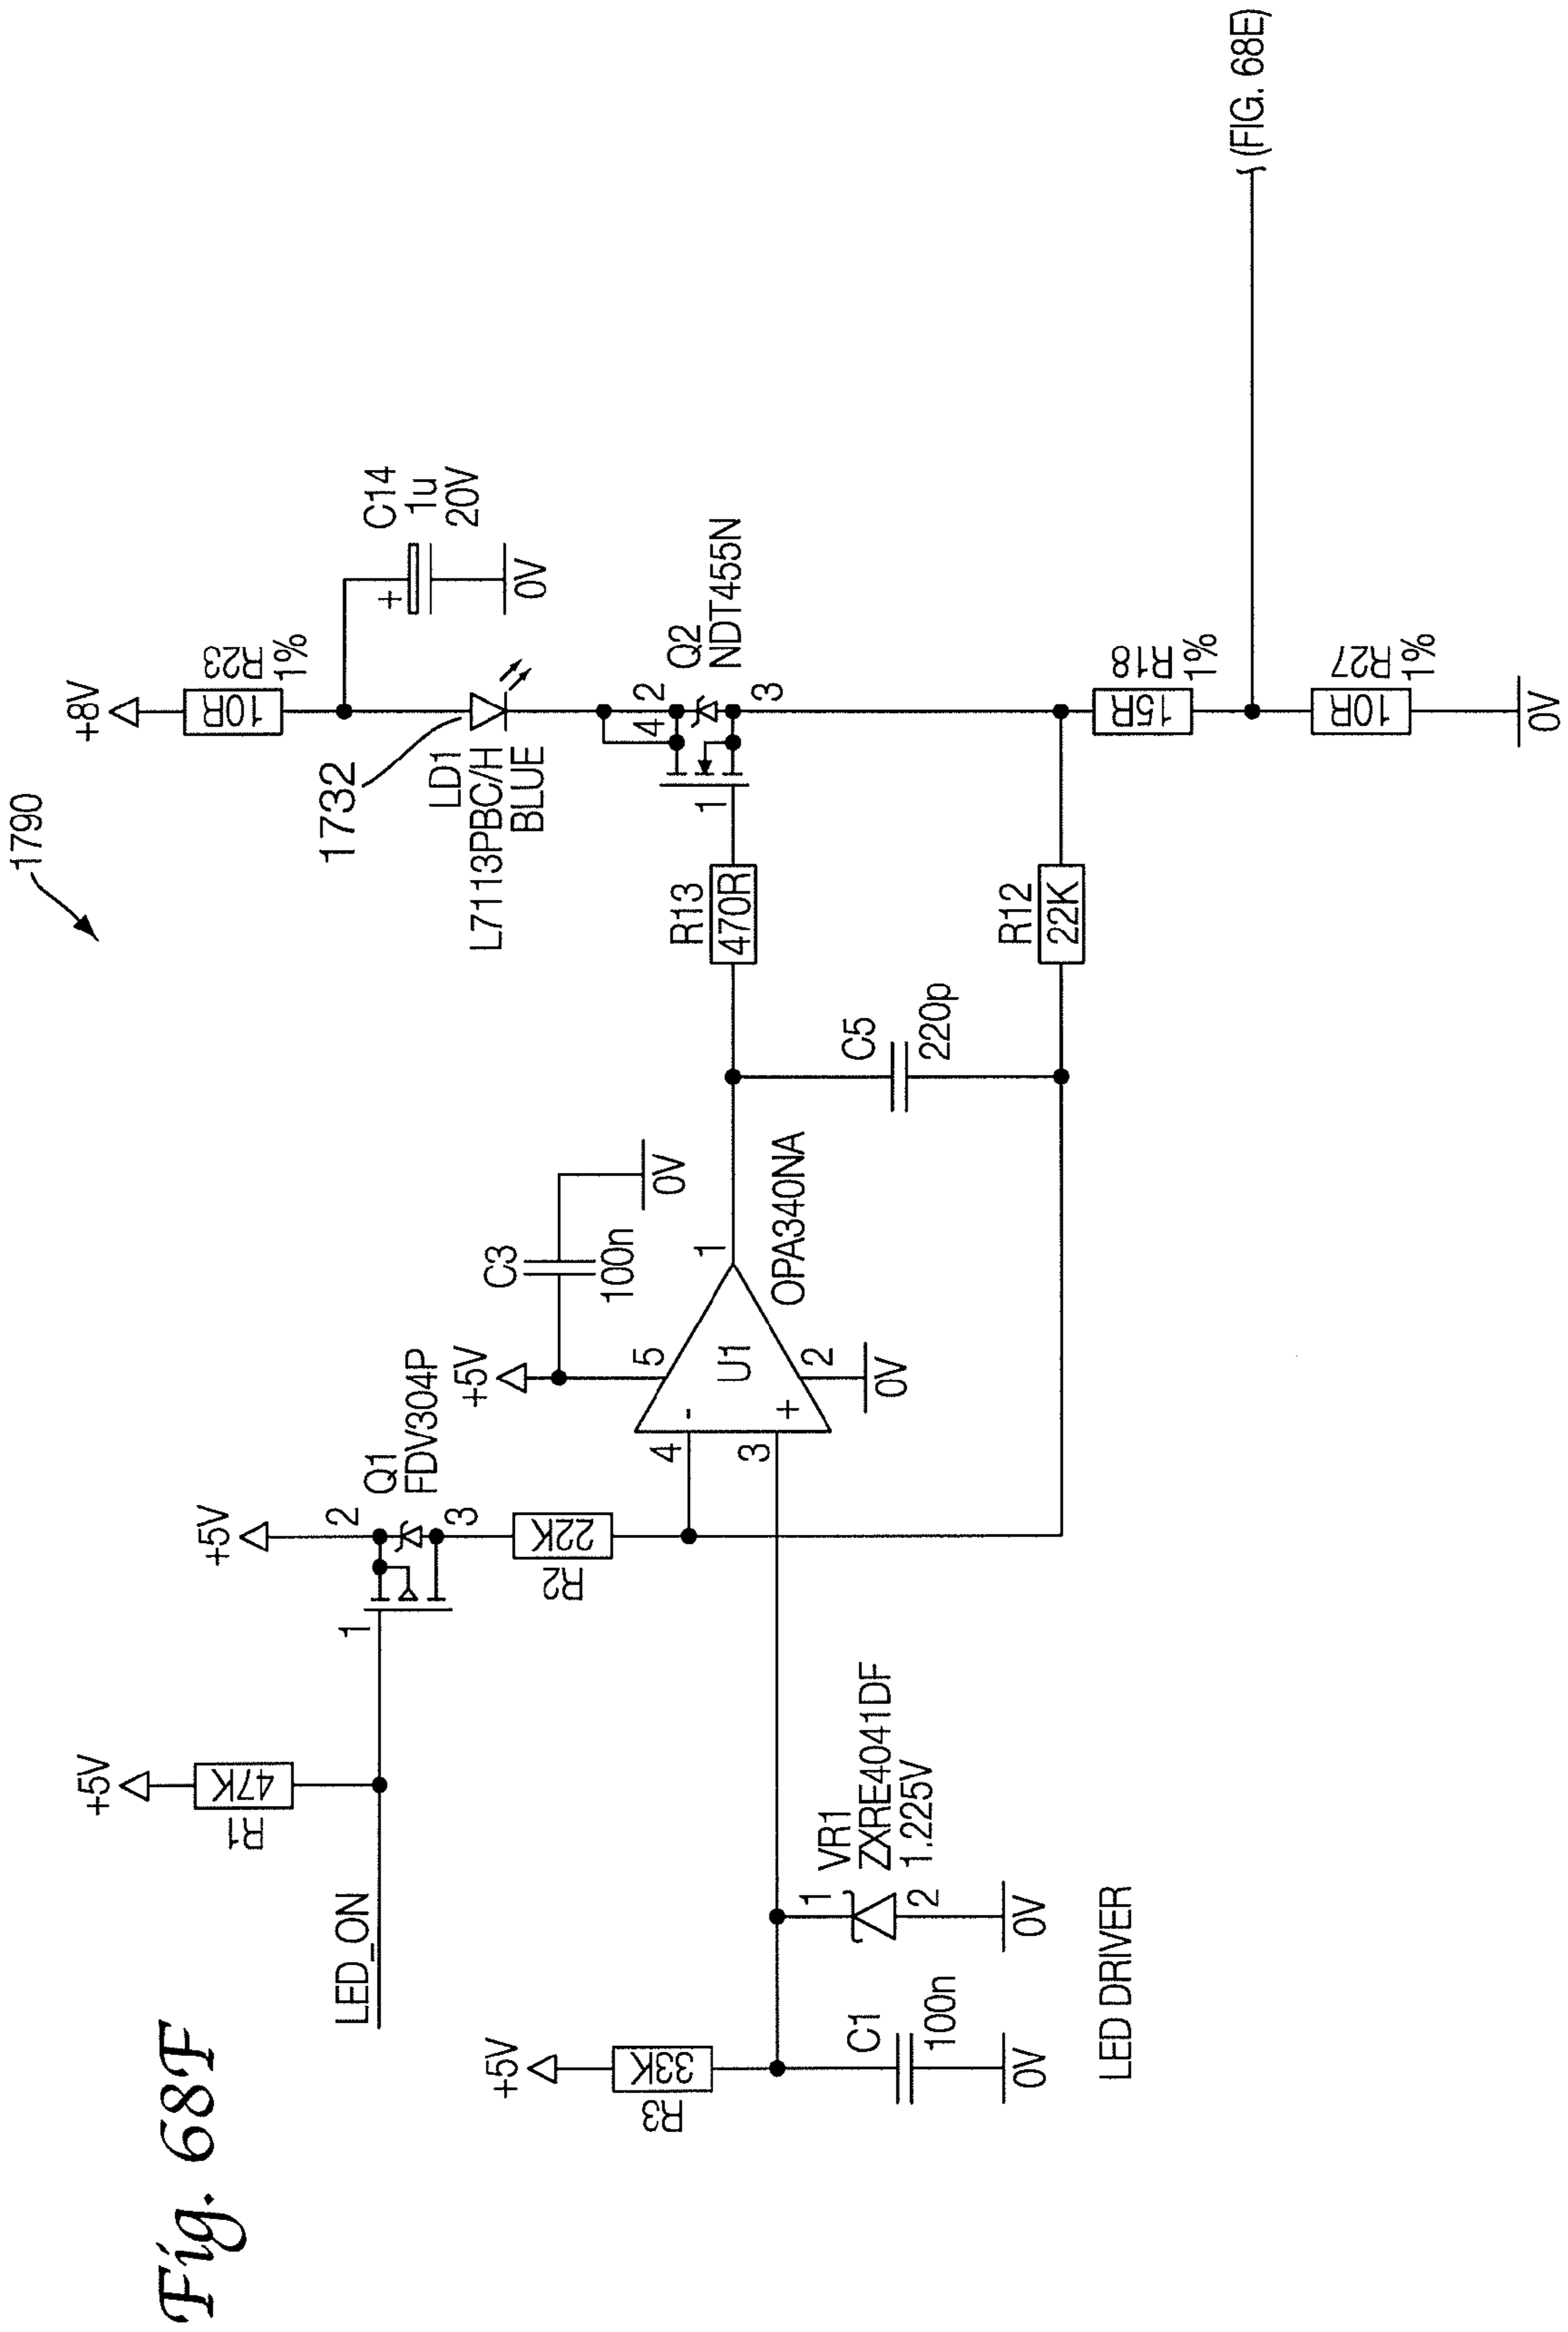 Fig. 68F
1790
+8V
10R
R23
1%
C14
1u
20V
+
0V
1732
LD1
L7113PBC/H
BLUE
Q2
NDT455N
2
4
3
1
R13
470R
15R
R18
1%
(FIG. 68E)
10R
R27
1%
0V
R12
22K
C5
220p
+5V
47K
R1
LED_ON
1
+5V
2
Q1
FDV304P
3
22K
R2
+5V
C3
100n
0V
5
4
-
U1
3
+
2
1
OPA340NA
0V
+5V
33K
R3
C1
100n
0V
VR1
ZXRE4041DF
1.225V
1
2
0V
LED DRIVER